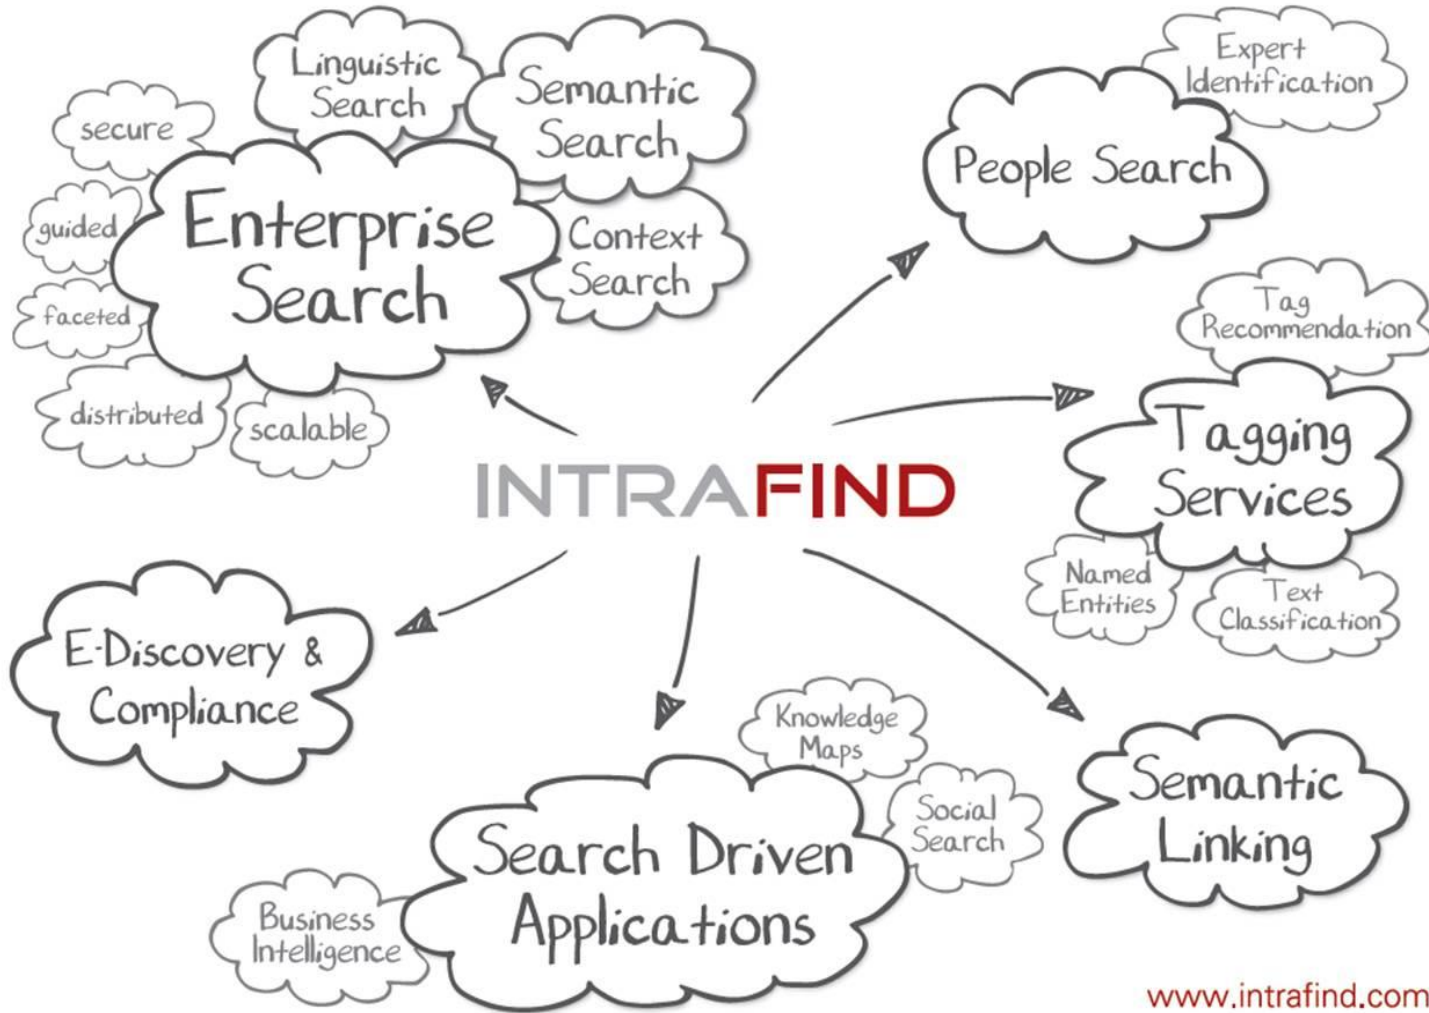 Linguistic
Search
Semantic
Search
secure
guided
Enterprise
Search
Context
Search
faceted
distributed
scalable
Expert
Identification
People Search
Tag
Recommendation
Tagging
Services
Named
Entities
Text
Classification
INTRAFIND
E-Discovery &
Compliance
Knowledge
Maps
Social
Search
Search Driven
Applications
Business
Intelligence
Semantic
Linking
www.intrafind.com